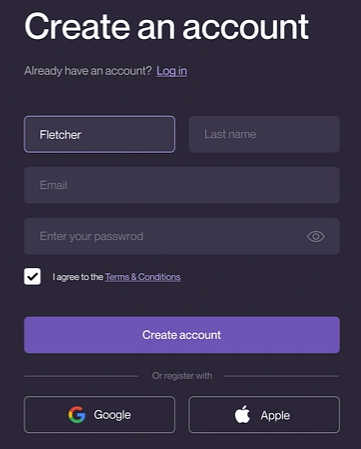 Create an account
Already have an account? Log in
Fletcher Last name
Email
Enter your passwrod
I agree to the Terms & Conditions
Create account
Or register with
Google Apple